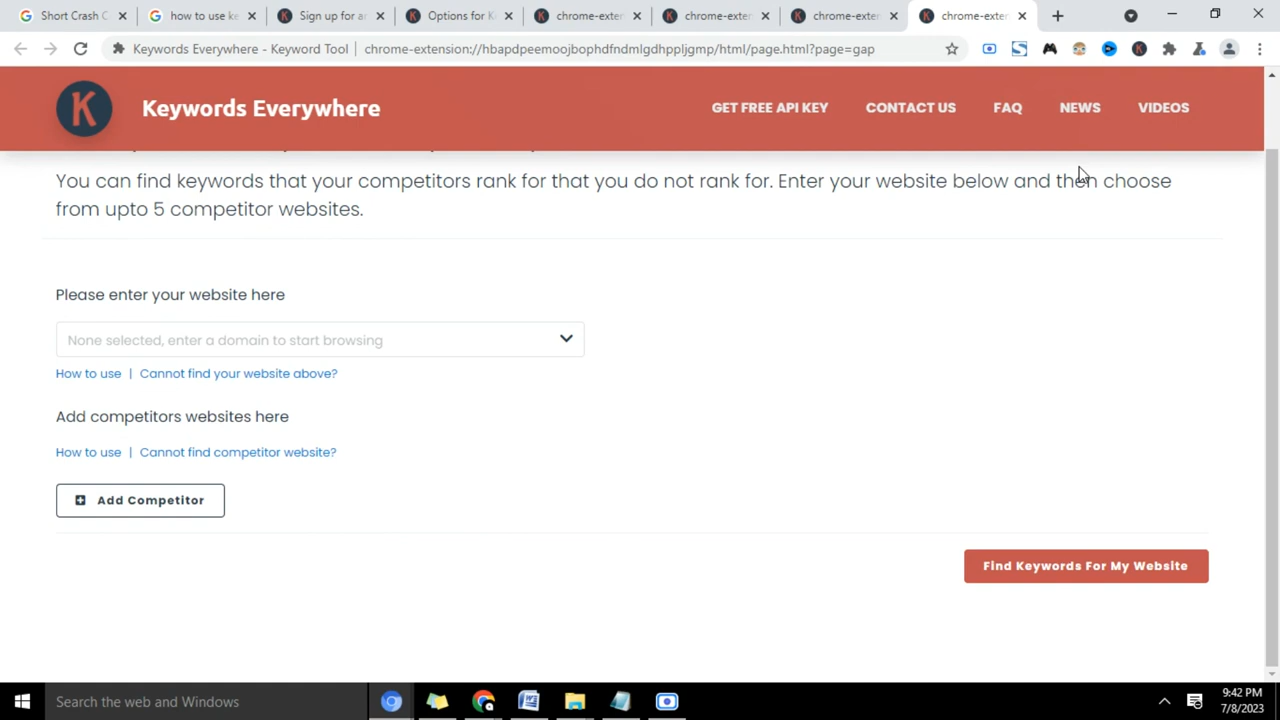 Short Crash C
how to use ke
Sign up for ar
Options for K
chrome-exter
chrome-exter
chrome-exter
chrome-exter
Keywords Everywhere - Keyword Tool
chrome-extension://hbapdpeemoojbophdfndmlgdhppljgmp/html/page.html?page=gap
K
Keywords Everywhere
GET FREE API KEY
CONTACT US
FAQ
NEWS
VIDEOS
You can find keywords that your competitors rank for that you do not rank for. Enter your website below and then choose
from upto 5 competitor websites.
Please enter your website here
None selected, enter a domain to start browsing
How to use | Cannot find your website above?
Add competitors websites here
How to use | Cannot find competitor website?
Add Competitor
Find Keywords For My Website
Search the web and Windows
9:42 PM
7/8/2023